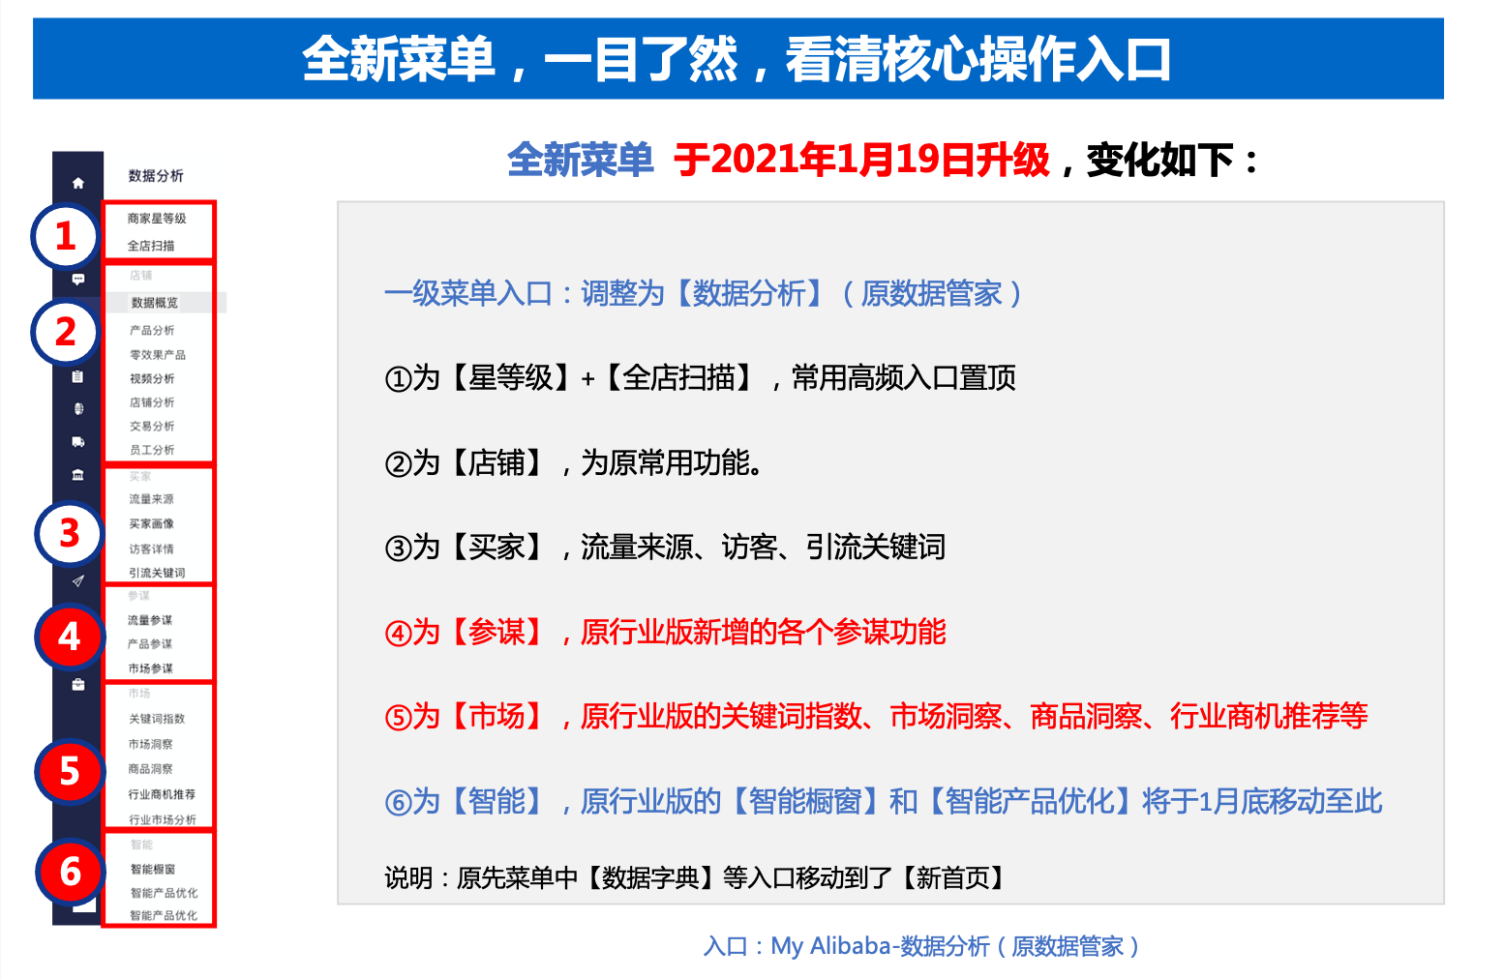 全新菜单，一目了然，看清核心操作入口
全新菜单 于2021年1月19日升级，变化如下：
数据分析
1
商家星等级
全店扫描
店铺
2
数据概览
产品分析
零效果产品
视频分析
店铺分析
交易分析
员工分析
买家
3
流量来源
买家画像
访客详情
引流关键词
参谋
4
流量参谋
产品参谋
市场参谋
市场
5
关键词指数
市场洞察
商品洞察
行业商机推荐
行业市场分析
智能
6
智能橱窗
智能产品优化
智能产品优化
一级菜单入口：调整为【数据分析】（原数据管家）
①为【星等级】+【全店扫描】，常用高频入口置顶
②为【店铺】，为原常用功能。
③为【买家】，流量来源、访客、引流关键词
④为【参谋】，原行业版新增的各个参谋功能
⑤为【市场】，原行业版的关键词指数、市场洞察、商品洞察、行业商机推荐等
⑥为【智能】，原行业版的【智能橱窗】和【智能产品优化】将于1月底移动至此
说明：原先菜单中【数据字典】等入口移动到了【新首页】
入口：My Alibaba-数据分析（原数据管家）